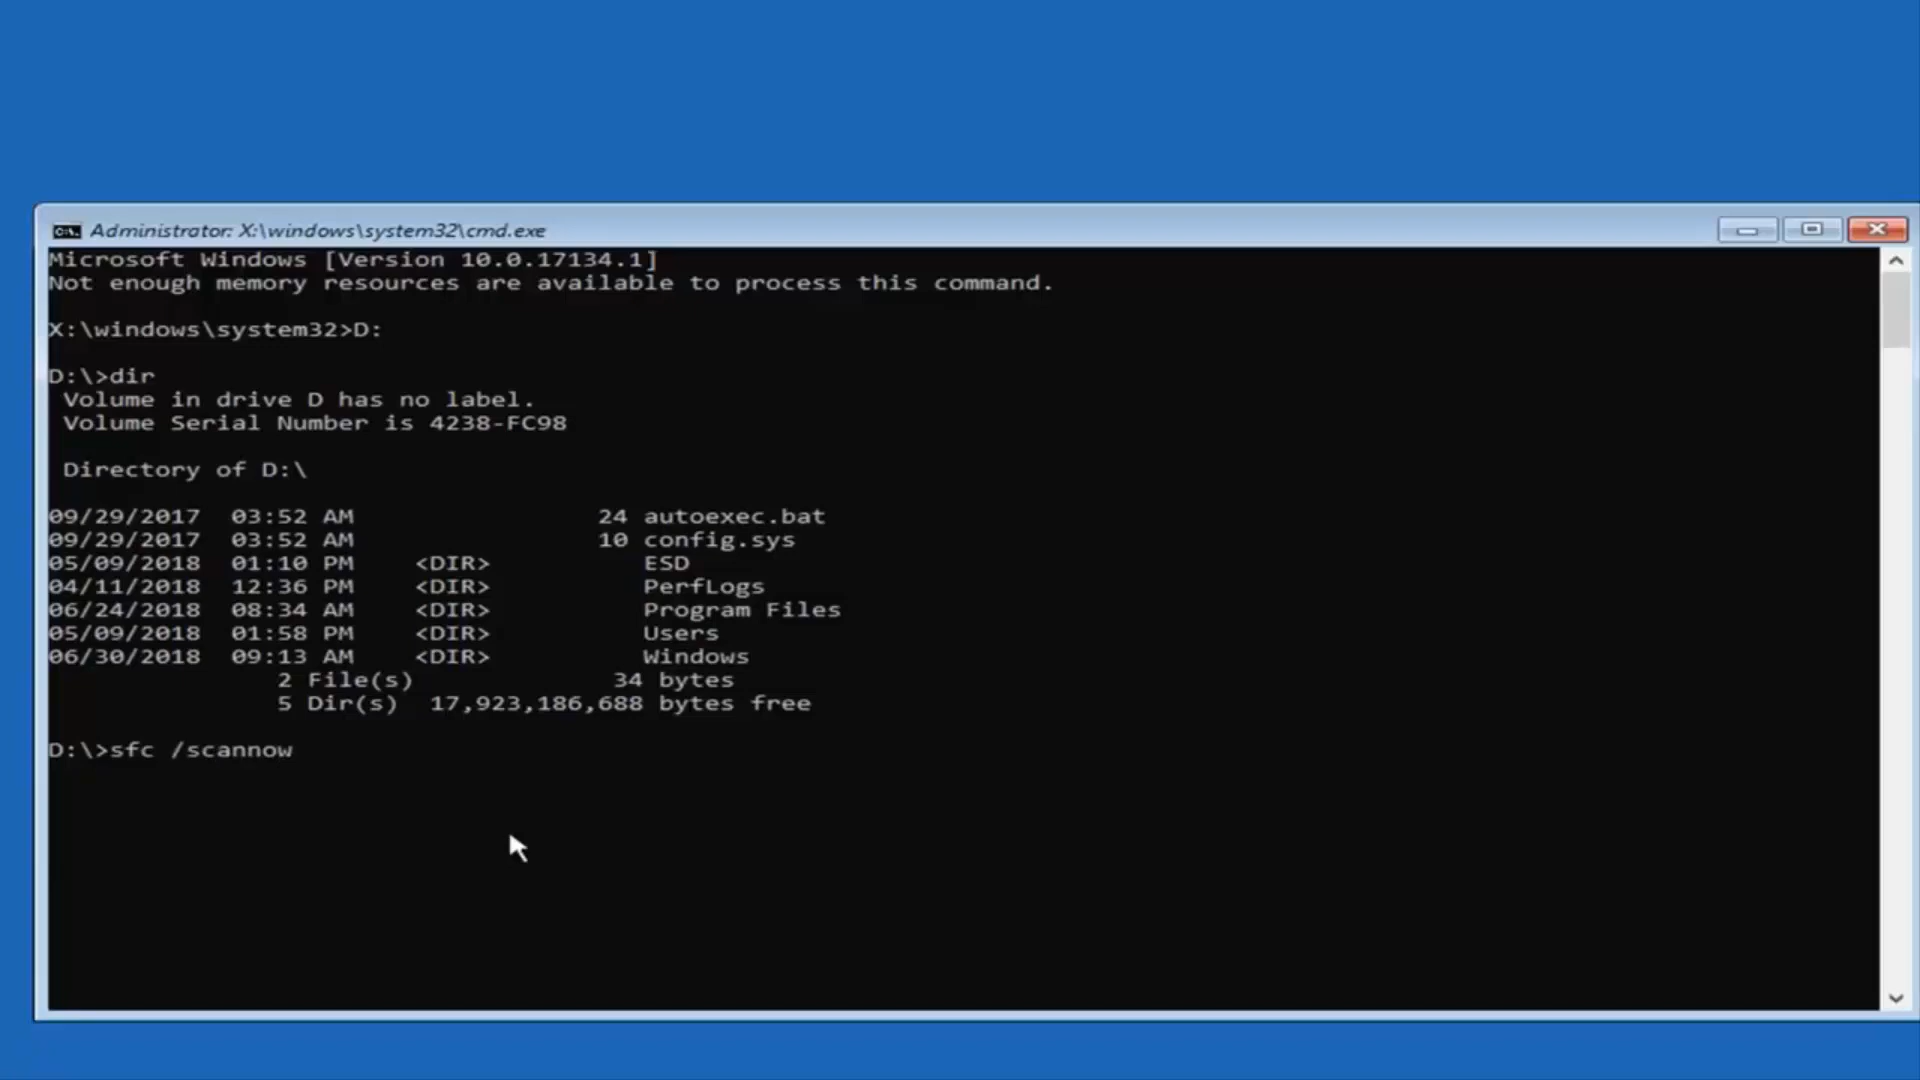 Administrator: X:\windows\system32\cmd.exe
Microsoft Windows [Version 10.0.17134.1]
Not enough memory resources are available to process this command.
X:\windows\system32>D:
D:\>dir
Volume in drive D has no label.
Volume Serial Number is 4238-FC98
Directory of D:\
09/29/2017 03:52 AM 24 autoexec.bat
09/29/2017 03:52 AM 10 config.sys
05/09/2018 01:10 PM <DIR> ESD
04/11/2018 12:36 PM <DIR> PerfLogs
06/24/2018 08:34 AM <DIR> Program Files
05/09/2018 01:58 PM <DIR> Users
06/30/2018 09:13 AM <DIR> Windows
2 File(s) 34 bytes
5 Dir(s) 17,923,186,688 bytes free
D:\>sfc /scannow